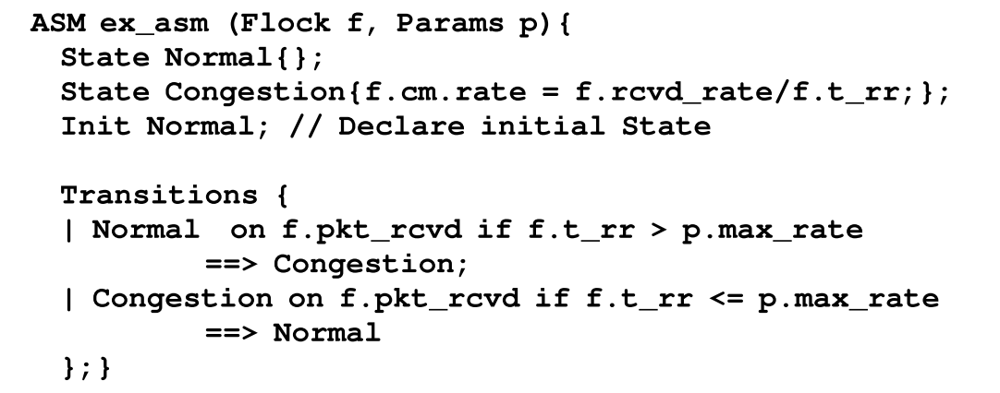 ASM ex_asm (Flock f, Params p){
State Normal{};
State Congestion{f.cm.rate = f.rcvd_rate/f.t_rr;};
Init Normal; // Declare initial State
Transitions {
| Normal on f.pkt_rcvd if f.t_rr > p.max_rate
==> Congestion;
| Congestion on f.pkt_rcvd if f.t_rr <= p.max_rate
==> Normal
};}